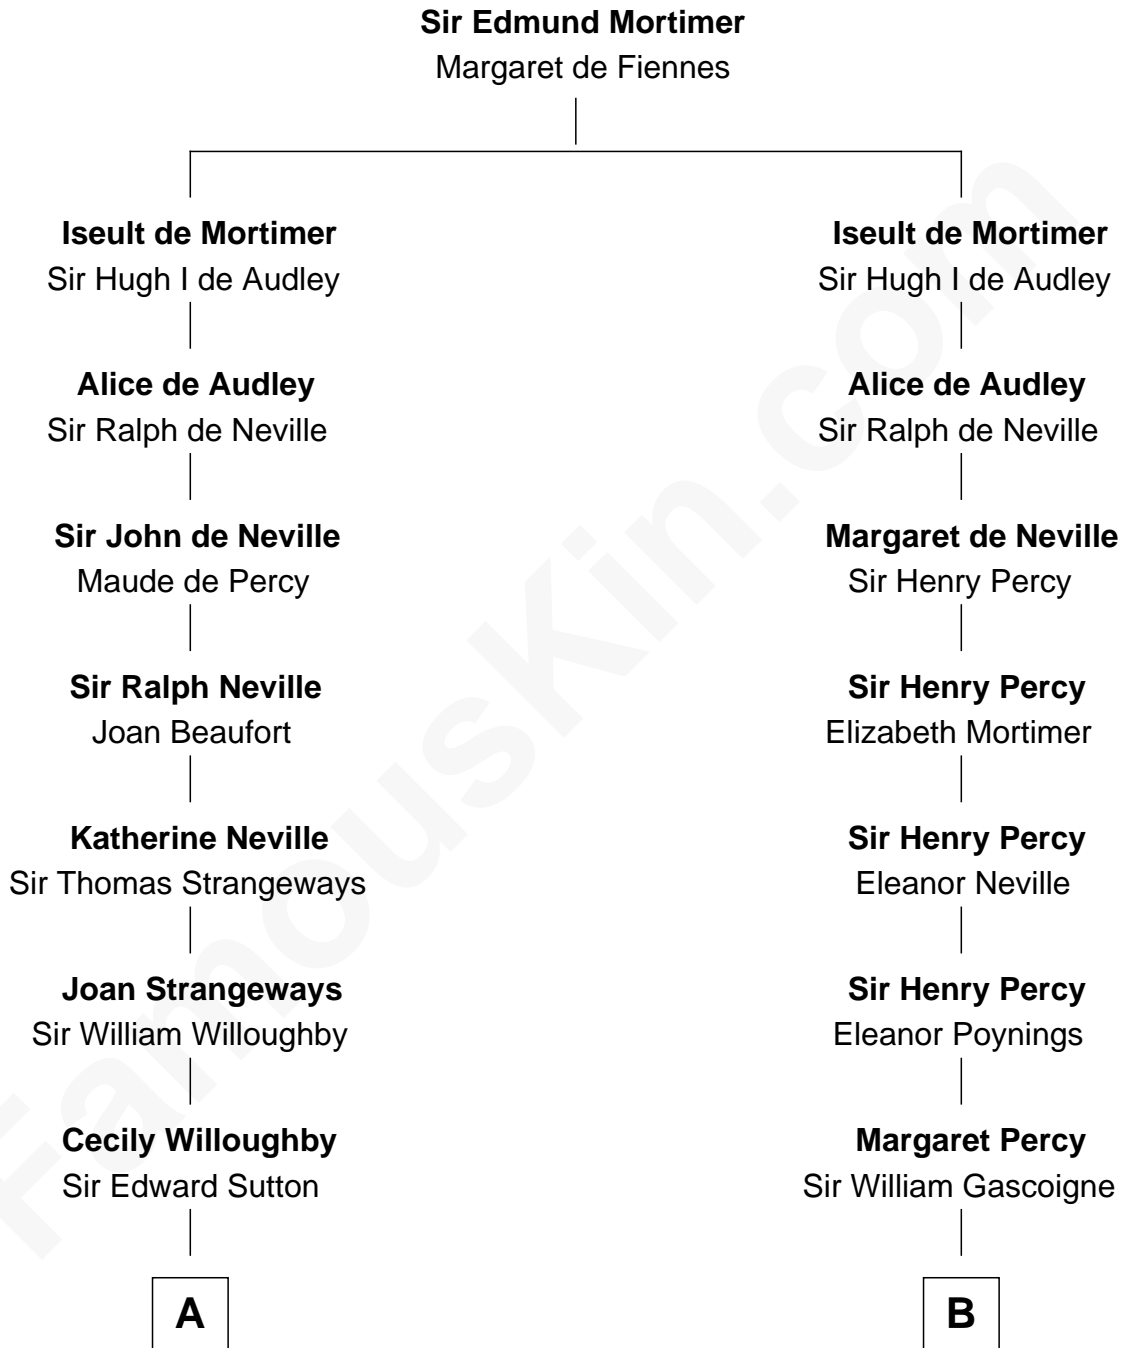 Sir Edmund Mortimer
Margaret de Fiennes
Iseult de Mortimer
Sir Hugh I de Audley
Iseult de Mortimer
Sir Hugh I de Audley
Alice de Audley
Sir Ralph de Neville
Alice de Audley
Sir Ralph de Neville
Sir John de Neville
Maude de Percy
Margaret de Neville
Sir Henry Percy
Sir Ralph Neville
Joan Beaufort
Sir Henry Percy
Elizabeth Mortimer
Katherine Neville
Sir Thomas Strangeways
Sir Henry Percy
Eleanor Neville
Joan Strangeways
Sir William Willoughby
Sir Henry Percy
Eleanor Poynings
Cecily Willoughby
Sir Edward Sutton
Margaret Percy
Sir William Gascoigne
A
B
FamousKin.com